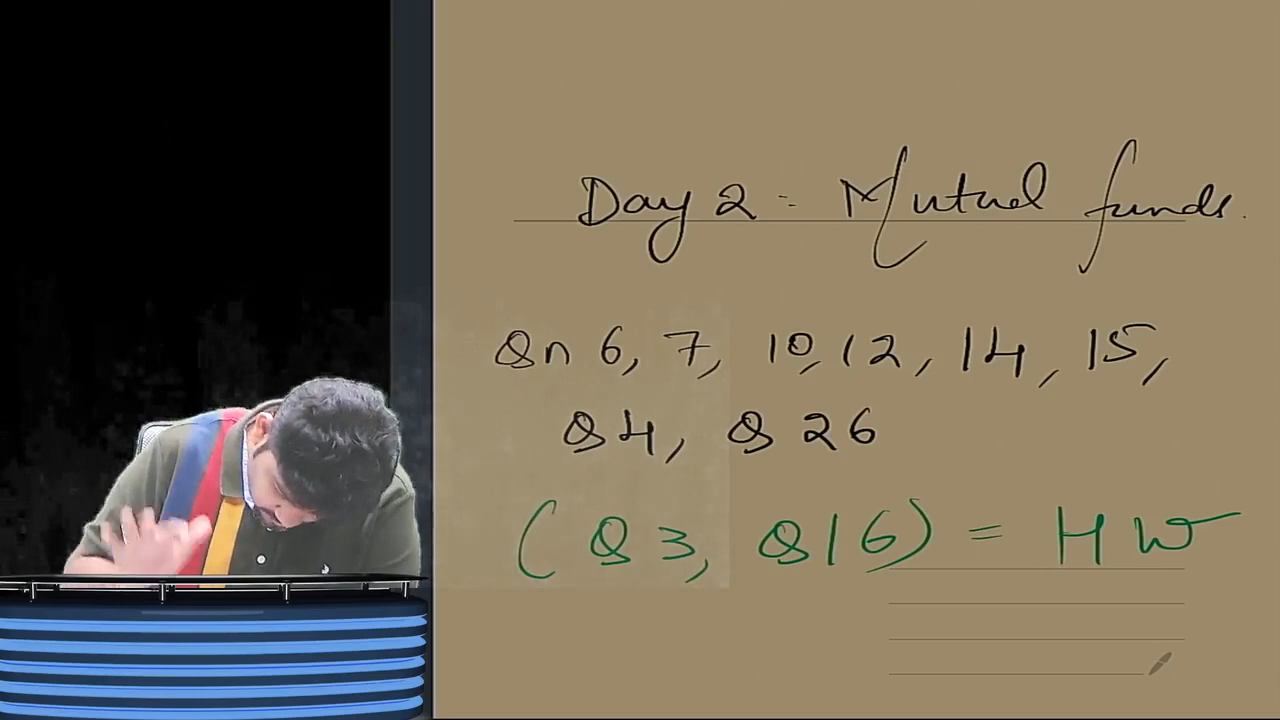 Day 2 - Mutual funds.
Qn 6, 7, 10, 12, 14, 15,
Q4, Q 26
(Q3, Q16) = HW